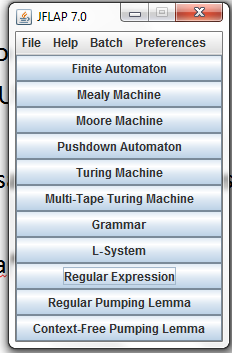 JFLAP 7.0
File Help Batch Preferences
Finite Automaton
Mealy Machine
Moore Machine
Pushdown Automaton
Turing Machine
Multi-Tape Turing Machine
Grammar
L-System
Regular Expression
Regular Pumping Lemma
Context-Free Pumping Lemma